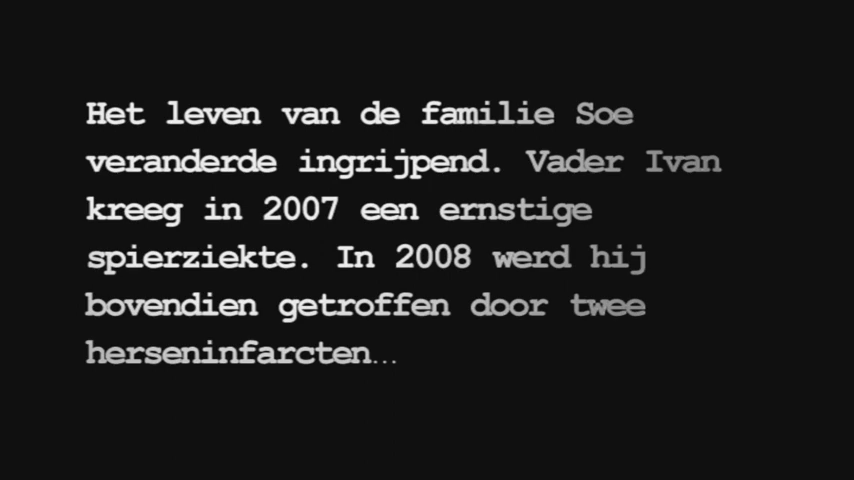 Het leven van de familie Soe
veranderde ingrijpend. Vader Ivan
kreeg in 2007 een ernstige
spierziekte. In 2008 werd hij
bovendien getroffen door twee
herseninfarcten...